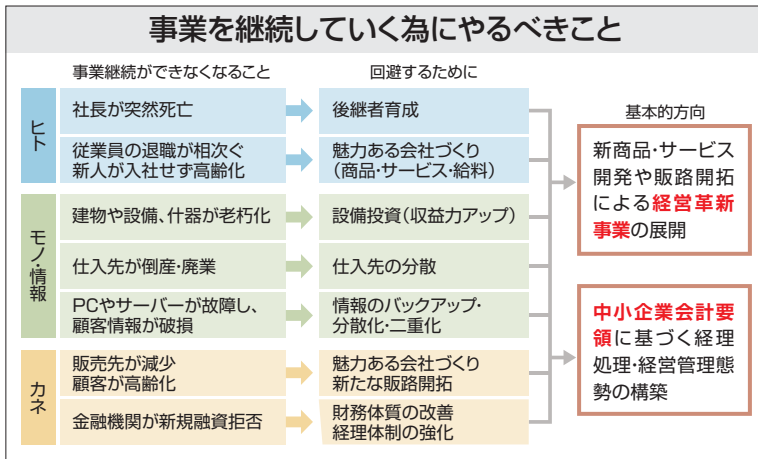 事業を継続していく為にやるべきこと
事業継続ができなくなること
回避するために
ヒト
社長が突然死亡
後継者育成
従業員の退職が相次ぐ
新人が入社せず高齢化
魅力ある会社づくり
(商品・サービス・給料)
モノ・情報
建物や設備、什器が老朽化
設備投資(収益力アップ)
仕入先が倒産・廃業
仕入先の分散
PCやサーバーが故障し、
顧客情報が破損
情報のバックアップ・
分散化・二重化
カネ
販売先が減少
顧客が高齢化
魅力ある会社づくり
新たな販路開拓
金融機関が新規融資拒否
財務体質の改善
経理体制の強化
基本的方向
新商品・サービス
開発や販路開拓
による経営革新
事業の展開
中小企業会計要
領に基づく経理
処理・経営管理態
勢の構築